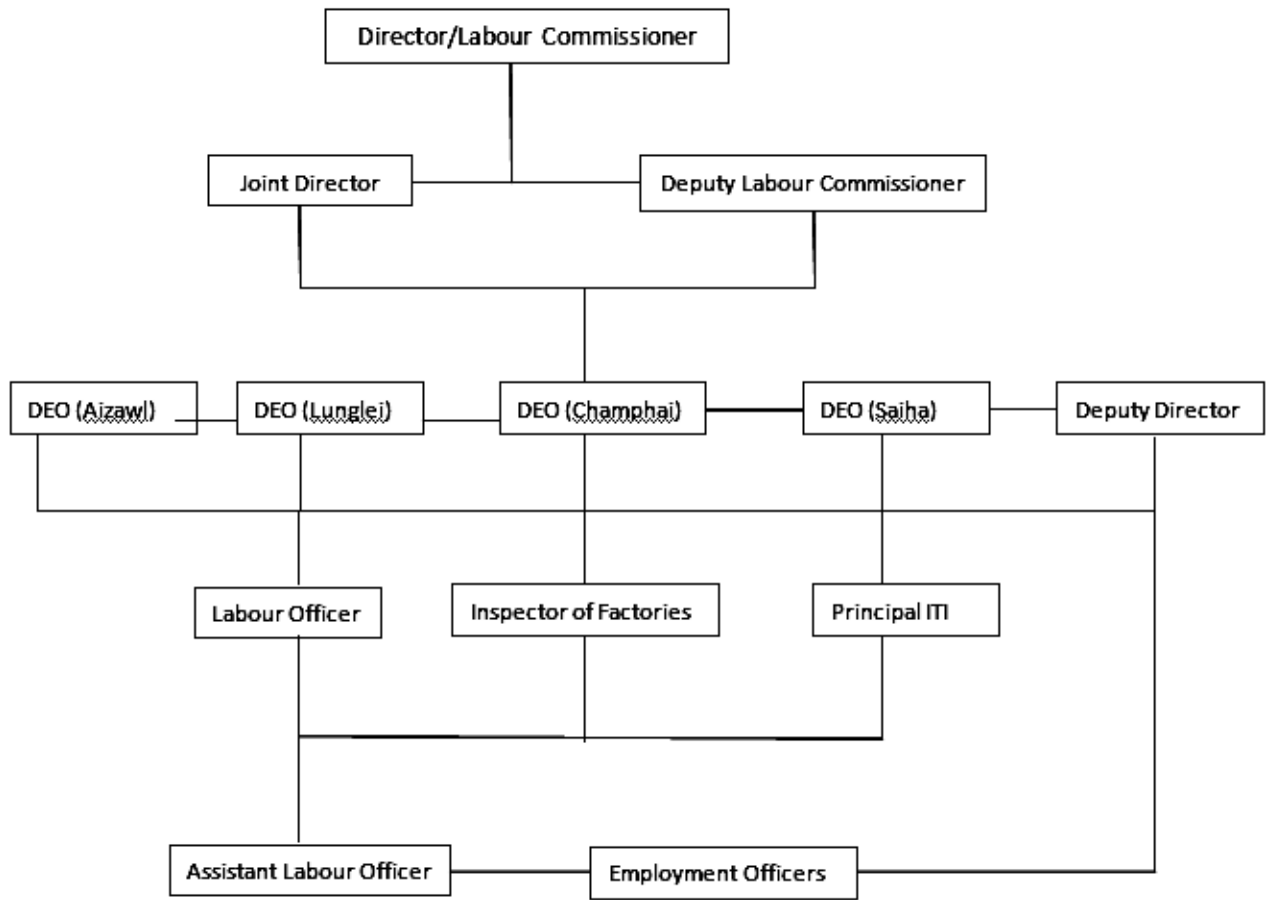 Director/Labour Commissioner
Joint Director
Deputy Labour Commissioner
DEO (Aizawl)
DEO (Lunglei)
DEO (Champhai)
DEO (Saiha)
Deputy Director
Labour Officer
Inspector of Factories
Principal ITI
Assistant Labour Officer
Employment Officers